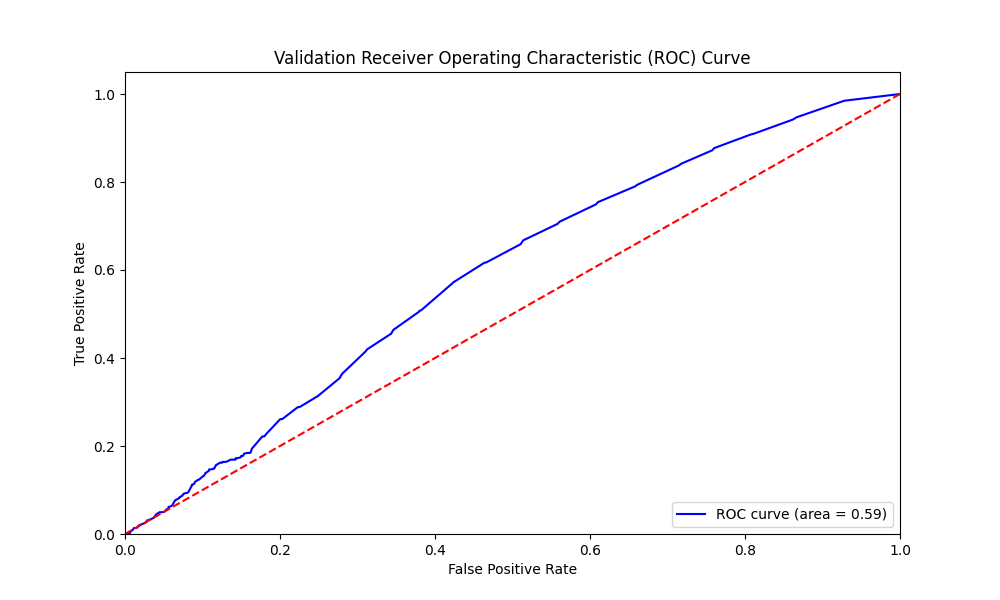 Validation Receiver Operating Characteristic (ROC) Curve
True Positive Rate
1.0
0.8
0.6
0.4
0.2
0.0
0.0 0.2 0.4 0.6 0.8 1.0
False Positive Rate
ROC curve (area = 0.59)